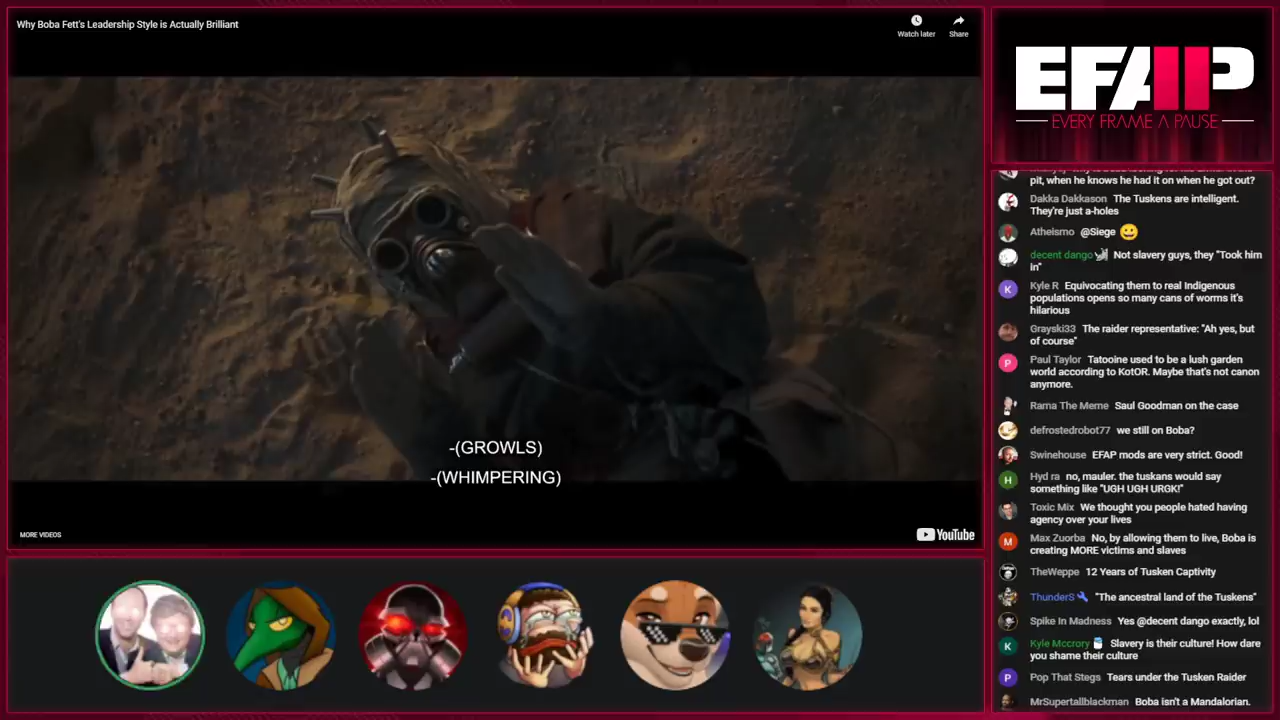 Why Boba Fett's Leadership Style is Actually Brilliant
Watch later
Share
-(GROWLS)
-(WHIMPERING)
MORE VIDEOS
YouTube
EFAP
EVERY FRAME A PAUSE
pit, when he knows he had it on when he got out?
Dakka Dakkason The Tuskens are intelligent.
They're just a-holes
Atheismo @Siege
decent dango Not slavery guys, they "Took him
in"
Kyle R Equivocating them to real Indigenous
populations opens so many cans of worms it's
hilarious
Grayski33 The raider representative: "Ah yes, but
of course"
Paul Taylor Tatooine used to be a lush garden
world according to KotOR. Maybe that's not canon
anymore.
Rama The Meme Saul Goodman on the case
defrostedrobot77 we still on Boba?
Swinehouse EFAP mods are very strict. Good!
Hyd ra no, mauler. the tuskans would say
something like "UGH UGH URGK!"
Toxic Mix We thought you people hated having
agency over your lives
Max Zuorba No, by allowing them to live, Boba is
creating MORE victims and slaves
TheWeppe 12 Years of Tusken Captivity
ThunderS "The ancestral land of the Tuskens"
Spike In Madness Yes @decent dango exactly, lol
Kyle Mccrory Slavery is their culture! How dare
you shame their culture
Pop That Stegs Tears under the Tusken Raider
MrSupertallblackman Boba isn't a Mandalorian.